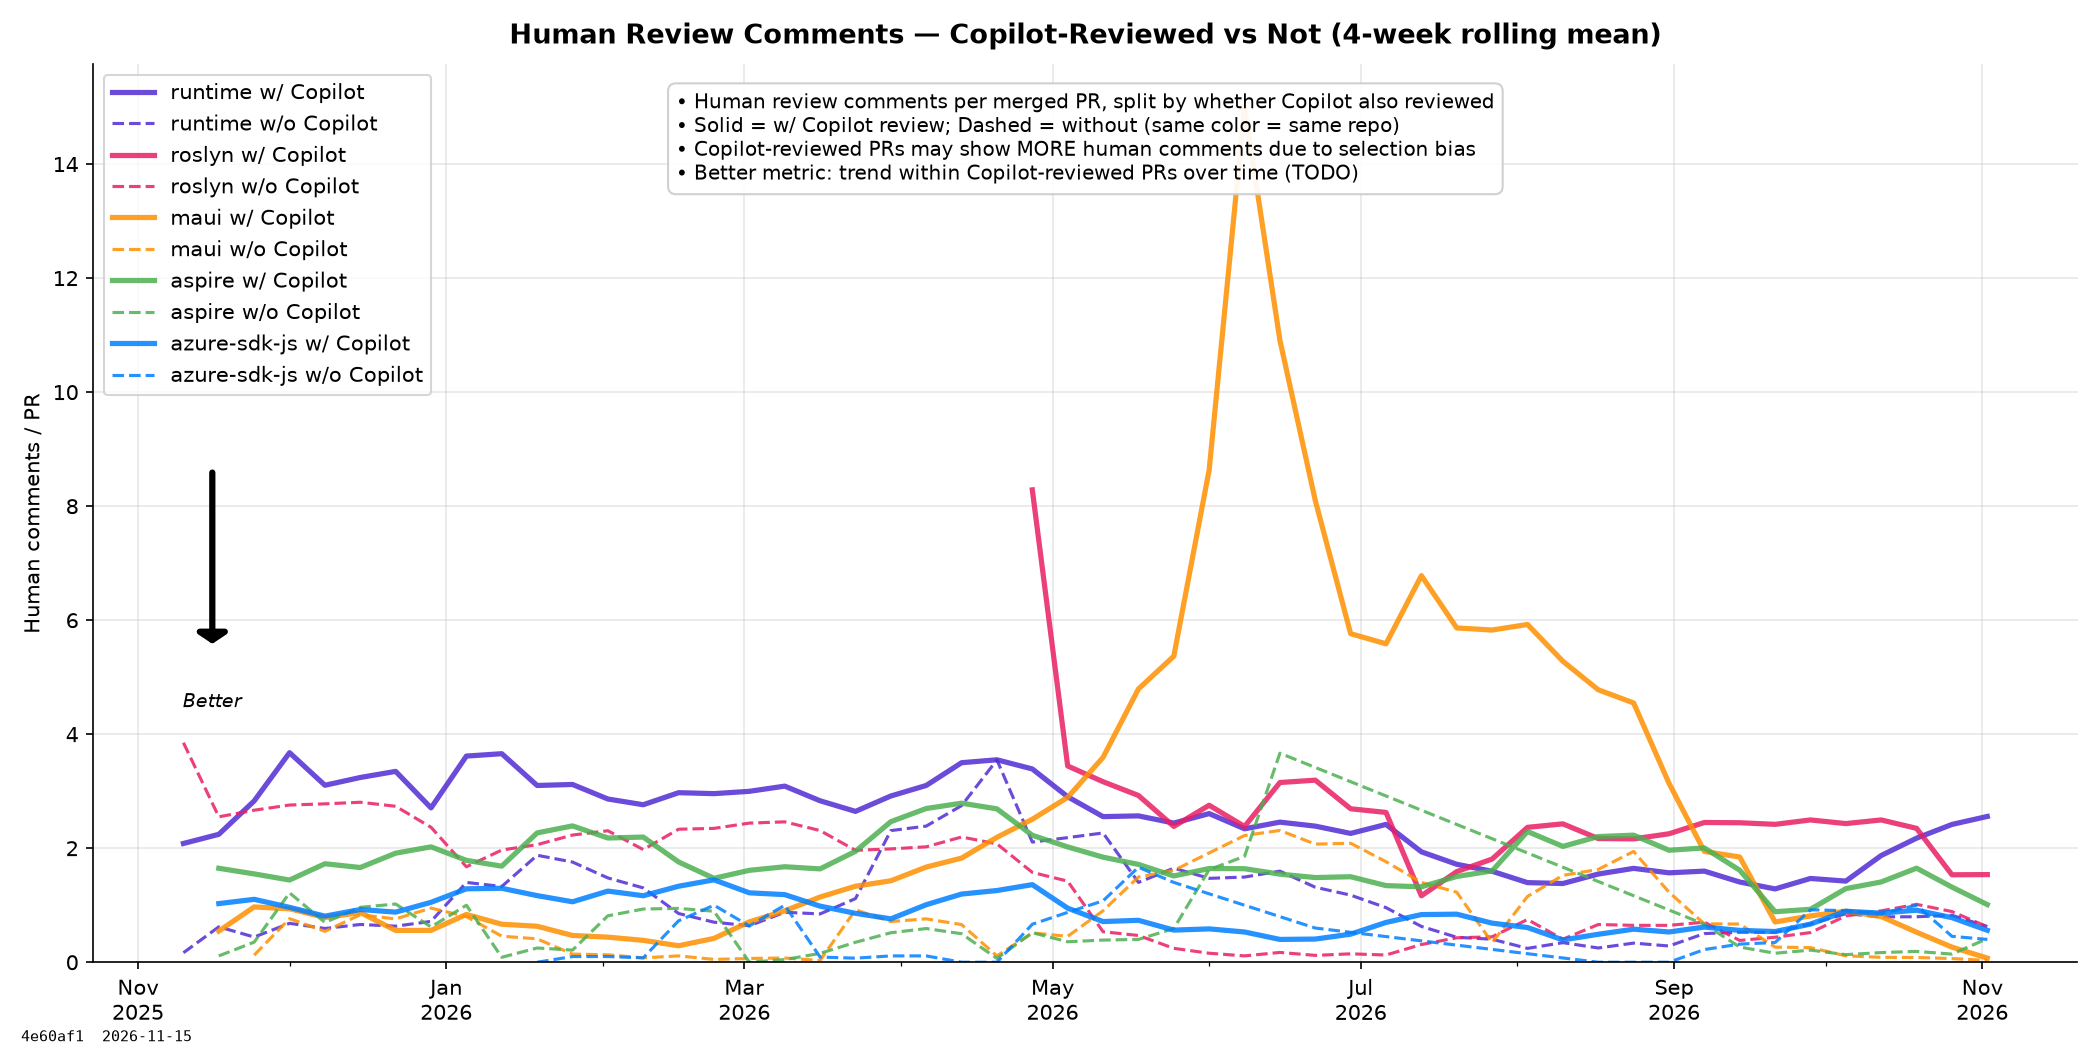 Human Review Comments — Copilot-Reviewed vs Not (4-week rolling mean)
runtime w/ Copilot
runtime w/o Copilot
roslyn w/ Copilot
roslyn w/o Copilot
maui w/ Copilot
maui w/o Copilot
aspire w/ Copilot
aspire w/o Copilot
azure-sdk-js w/ Copilot
azure-sdk-js w/o Copilot
• Human review comments per merged PR, split by whether Copilot also reviewed
• Solid = w/ Copilot review; Dashed = without (same color = same repo)
• Copilot-reviewed PRs may show MORE human comments due to selection bias
• Better metric: trend within Copilot-reviewed PRs over time (TODO)
Human comments / PR
14
12
10
8
6
4
2
0
Better
Nov
2025
Jan
2026
Mar
2026
May
2026
Jul
2026
Sep
2026
Nov
2026
4e60af1  2026-11-15